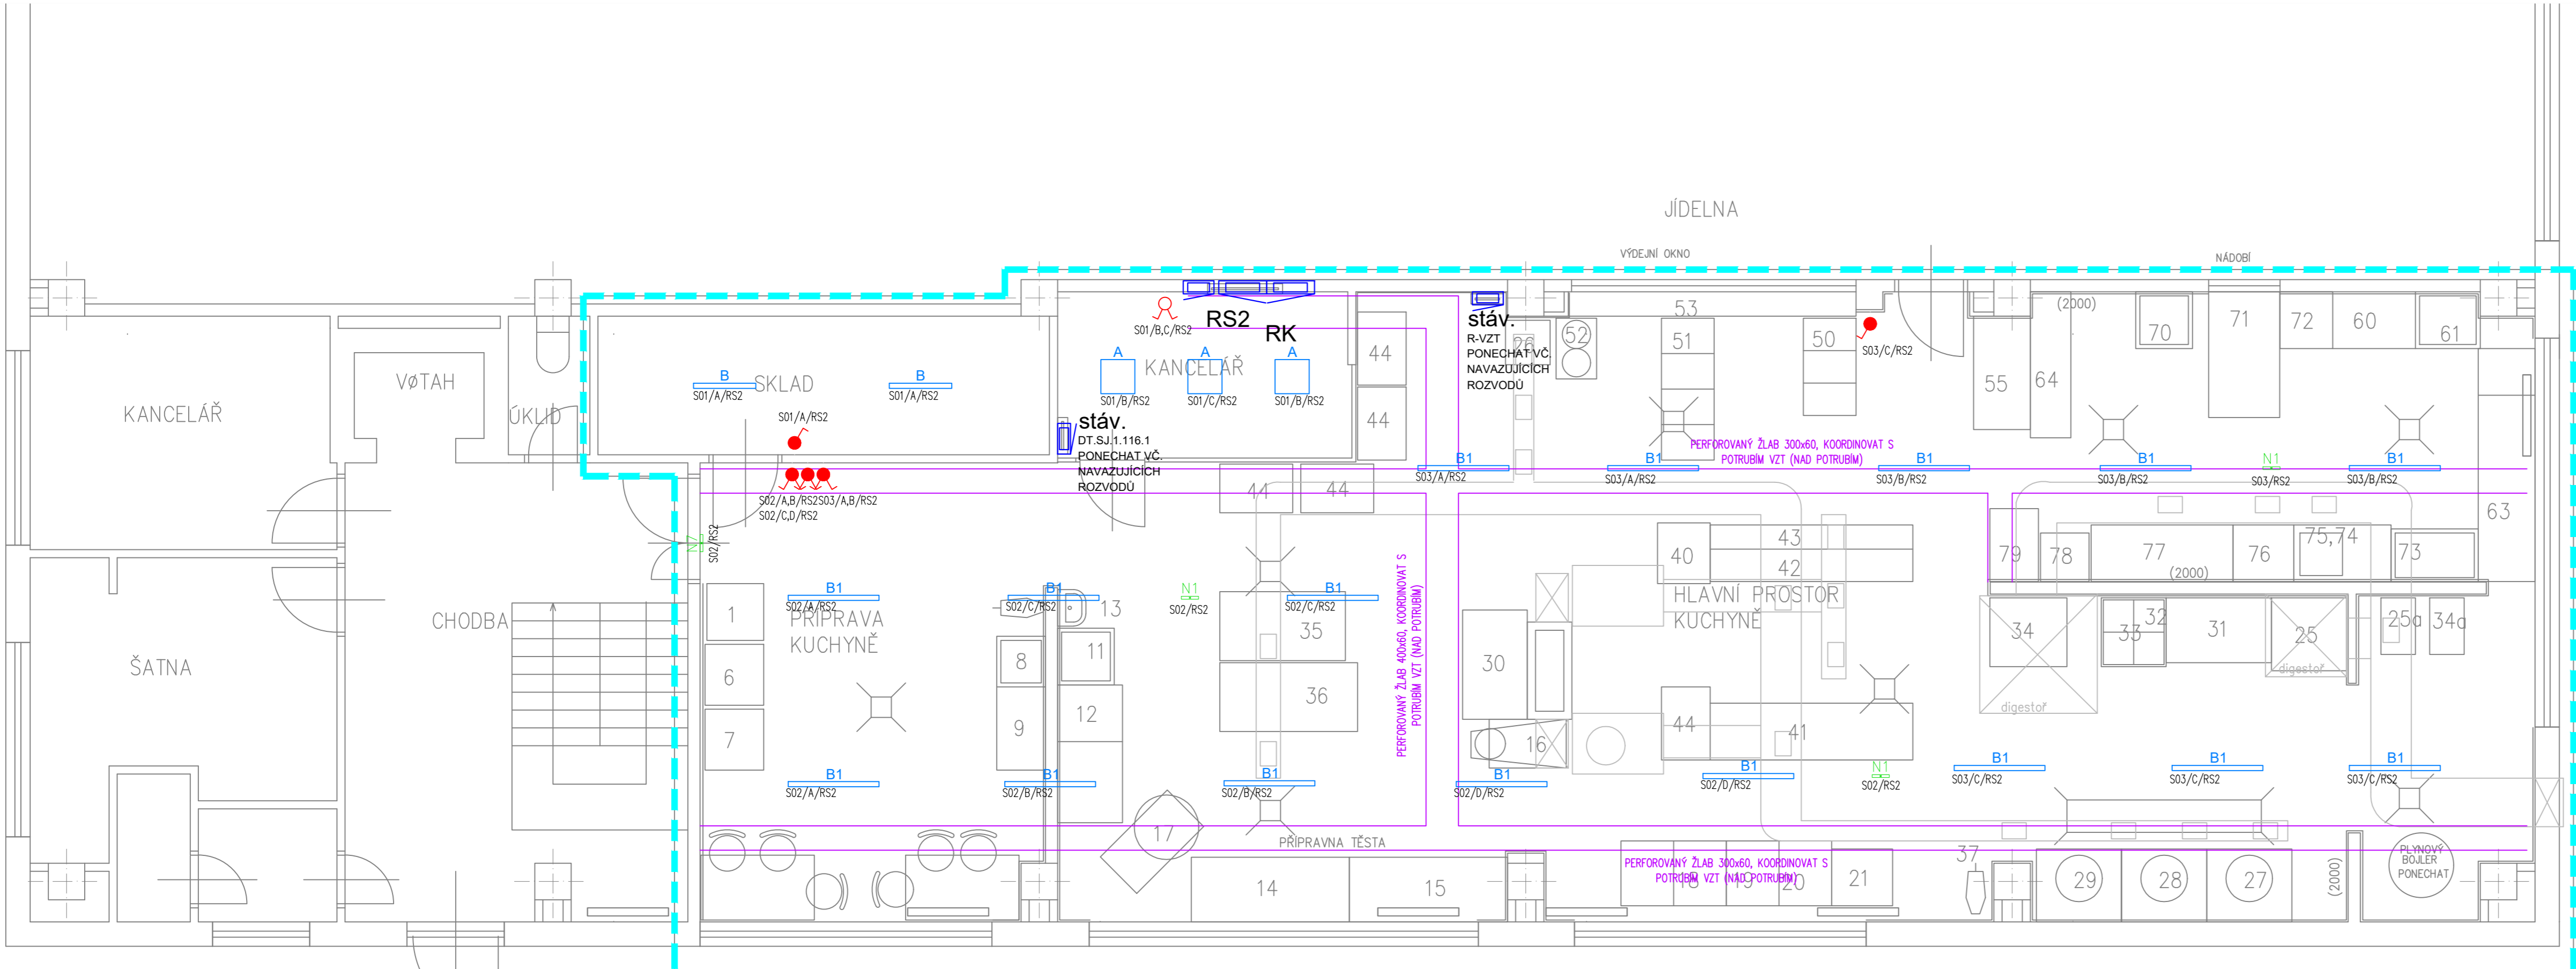 JÍDELNA
VÝDEJNÍ OKNO
NÁDOBÍ
KANCELÁŘ
VØTAH
ÚKLID
B
S01/A/RS2
SKLAD
B
S01/A/RS2
S01/A/RS2
S01/B,C/RS2
RS2
RK
A
S01/B/RS2
A
S01/C/RS2
A
S01/B/RS2
KANCELÁŘ
44
44
stáv.
DT.SJ.1.116.1
PONECHAT VČ.
NAVAZUJÍCÍCH
ROZVODŮ
stáv.
R-VZT
PONECHAT VČ.
NAVAZUJÍCÍCH
ROZVODŮ
52
53
51
50
S03/C/RS2
55
64
(2000)
70
71
72
60
61
PERFOROVANÝ ŽLAB 300x60, KOORDINOVAT S
POTRUBÍM VZT (NAD POTRUBÍM)
B1
S03/A/RS2
B1
S03/A/RS2
B1
S03/B/RS2
B1
S03/B/RS2
N1
S03/RS2
B1
S03/B/RS2
44
44
63
S02/A,B/RS2
S03/A,B/RS2
S02/C,D/RS2
N7
S02/RS2
79
78
77
(2000)
76
75,74
73
40
43
42
HLAVNÍ PROSTOR
KUCHYNĚ
PERFOROVANÝ ŽLAB 400x60, KOORDINOVAT S
POTRUBÍM VZT (NAD POTRUBÍM)
CHODBA
ŠATNA
1
6
7
B1
S02/A/RS2
PŘÍPRAVA
KUCHYNĚ
B1
S02/C/RS2
13
N1
S02/RS2
B1
S02/C/RS2
8
9
11
12
35
36
30
16
44
41
34
digestoř
33
32
31
25
digestoř
25a
34a
B1
S02/A/RS2
B1
S02/B/RS2
B1
S02/B/RS2
B1
S02/D/RS2
B1
S02/D/RS2
N1
S02/RS2
B1
S03/C/RS2
B1
S03/C/RS2
B1
S03/C/RS2
17
PŘÍPRAVNA TĚSTA
14
15
PERFOROVANÝ ŽLAB 300x60, KOORDINOVAT S
POTRUBÍM VZT (NAD POTRUBÍM)
18
19
20
21
37
29
28
27
(2000)
PLYNOVÝ
BOJLER
PONECHAT